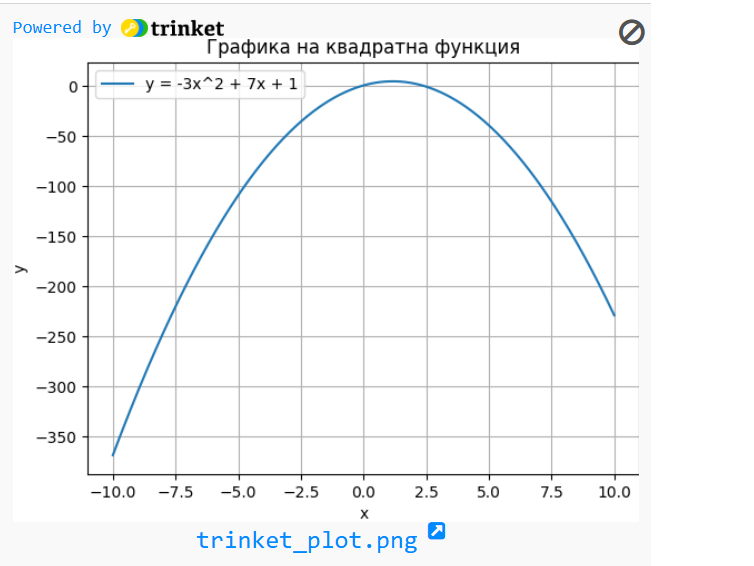 Powered by trinket
Графика на квадратна функция
y = -3x^2 + 7x + 1
0
−50
−100
−150
−200
−250
−300
−350
y
−10.0 −7.5 −5.0 −2.5 0.0 2.5 5.0 7.5 10.0
x
trinket_plot.png